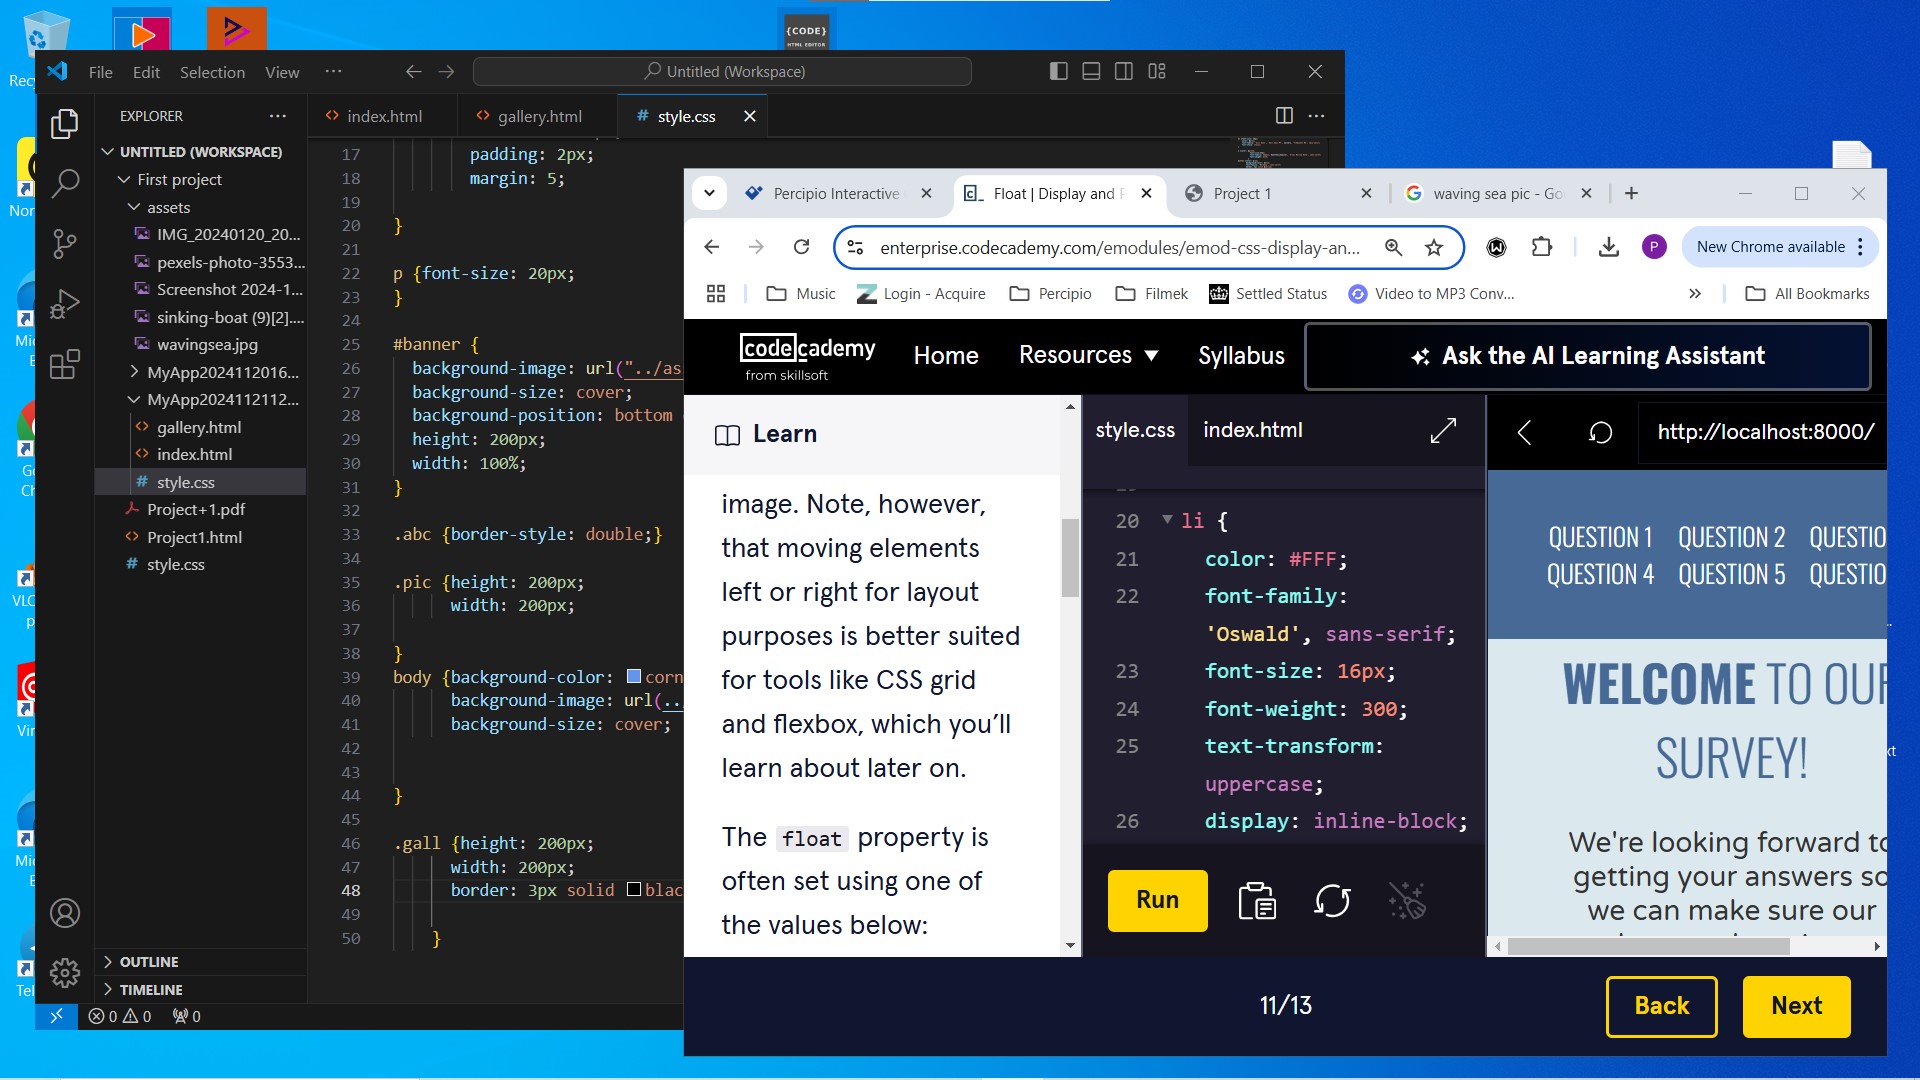 {CODE}
HTML EDITOR
File Edit Selection View ··· Untitled (Workspace)
EXPLORER ···
index.html gallery.html # style.css
UNTITLED (WORKSPACE)
First project
assets
IMG_20240120_20...
pexels-photo-3553...
Screenshot 2024-1...
sinking-boat (9)[2]....
wavingsea.jpg
MyApp2024112016...
MyApp2024112112...
gallery.html
index.html
# style.css
Project+1.pdf
Project1.html
# style.css
OUTLINE
TIMELINE
0 0 0
17 padding: 2px;
18 margin: 5;
19
20 }
21
22 p {font-size: 20px;
23 }
24
25 #banner {
26 background-image: url("../as
27 background-size: cover;
28 background-position: bottom
29 height: 200px;
30 width: 100%;
31 }
32
33 .abc {border-style: double;}
34
35 .pic {height: 200px;
36 width: 200px;
37
38 }
39 body {background-color: corn
40 background-image: url(..
41 background-size: cover;
42
43
44 }
45
46 .gall {height: 200px;
47 width: 200px;
48 border: 3px solid blac
49
50 }
Percipio Interactive Float | Display and P Project 1 waving sea pic - Go
enterprise.codecademy.com/emodules/emod-css-display-an... P New Chrome available
Music Login - Acquire Percipio Filmek Settled Status Video to MP3 Conv... » All Bookmarks
codecademy
from skillsoft
Home Resources Syllabus Ask the AI Learning Assistant
Learn
image. Note, however,
that moving elements
left or right for layout
purposes is better suited
for tools like CSS grid
and flexbox, which you’ll
learn about later on.
The float property is
often set using one of
the values below:
style.css index.html
20 li {
21 color: #FFF;
22 font-family:
'Oswald', sans-serif;
23 font-size: 16px;
24 font-weight: 300;
25 text-transform:
uppercase;
26 display: inline-block;
Run
http://localhost:8000/
QUESTION 1 QUESTION 2 QUESTIO
QUESTION 4 QUESTION 5 QUESTIO
WELCOME TO OUR
SURVEY!
We're looking forward to
getting your answers so
we can make sure our
11/13
Back Next